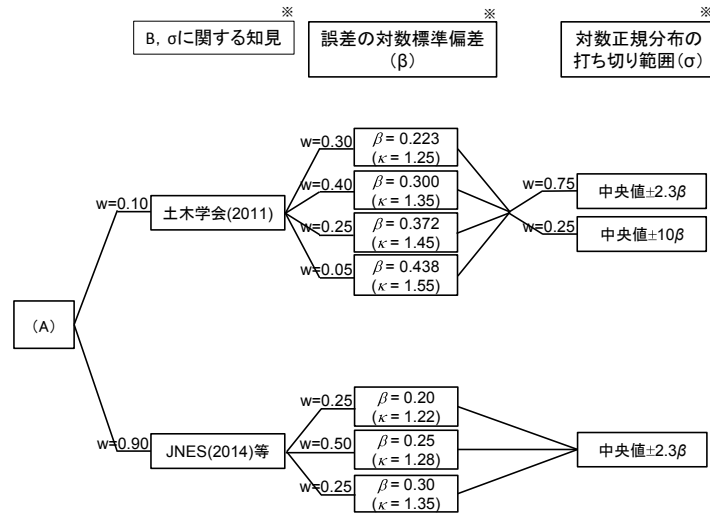 ※
B, σに関する知見
※
誤差の対数標準偏差
(β)
※
対数正規分布の
打ち切り範囲(σ)
(A)
w=0.10
土木学会(2011)
w=0.30
β = 0.223
(κ = 1.25)
w=0.40
β = 0.300
(κ = 1.35)
w=0.25
β = 0.372
(κ = 1.45)
w=0.05
β = 0.438
(κ = 1.55)
w=0.75
中央値±2.3β
w=0.25
中央値±10β
w=0.90
JNES(2014)等
w=0.25
β = 0.20
(κ = 1.22)
w=0.50
β = 0.25
(κ = 1.28)
w=0.25
β = 0.30
(κ = 1.35)
中央値±2.3β